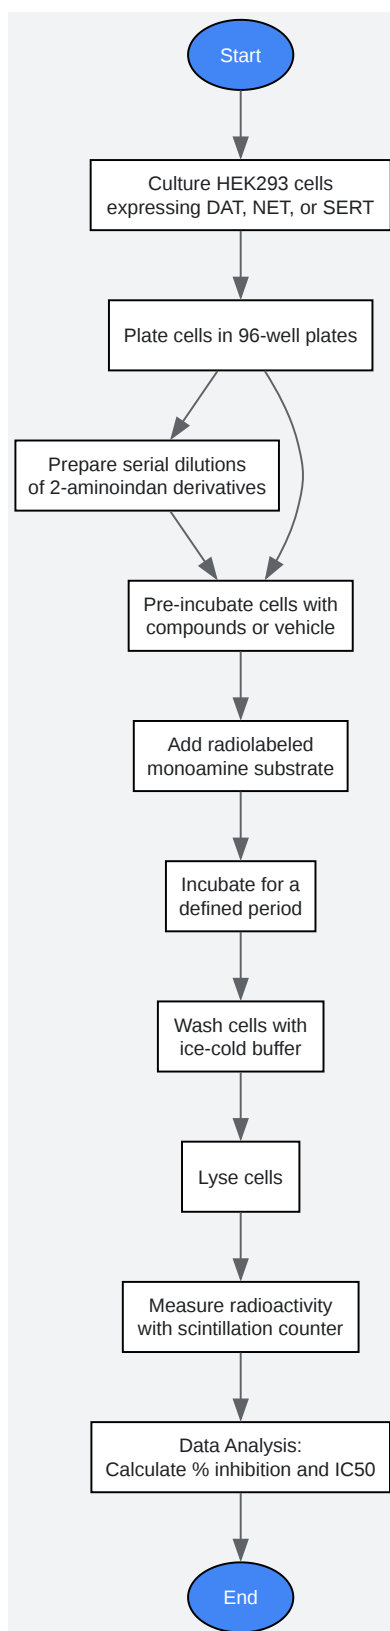 Start
Culture HEK293 cells
expressing DAT, NET, or SERT
Plate cells in 96-well plates
Prepare serial dilutions
of 2-aminoindan derivatives
Pre-incubate cells with
compounds or vehicle
Add radiolabeled
monoamine substrate
Incubate for a
defined period
Wash cells with
ice-cold buffer
Lyse cells
Measure radioactivity
with scintillation counter
Data Analysis:
Calculate % inhibition and IC50
End